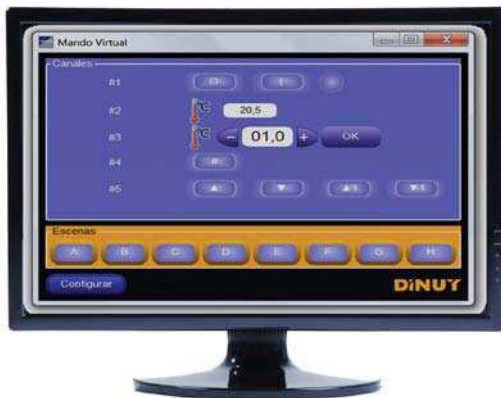 Mando Virtual
Canales
#1
#2 °C 20,5
#3 °C - 01,0 + OK
#4
#5
Escenas
A B C D E F G H
Configurar DINUY